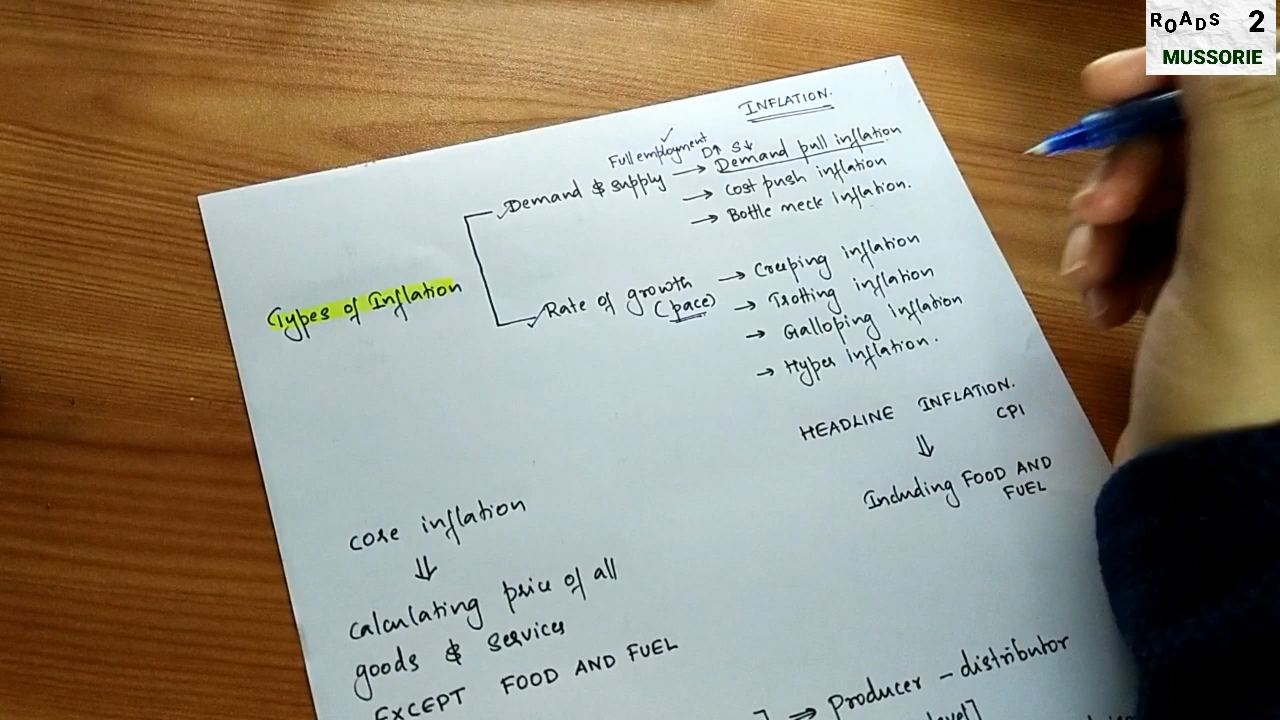 ROADS 2
MUSSORIE
INFLATION.
Full employment D↑ S↓
Demand & supply → Demand pull inflation
→ Cost push inflation
→ Bottle meck inflation.
Types of Inflation
Rate of growth → Creeping inflation
(pace) → Trotting inflation
→ Galloping inflation
→ Hyper inflation.
HEADLINE INFLATION.
CPI
⇓
Including FOOD AND
FUEL
core inflation
⇓
calculating price of all
goods & services
EXCEPT FOOD AND FUEL
] ⇒ Producer - distributor
level]